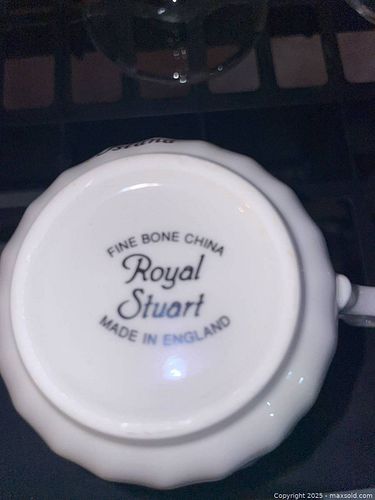 FINE BONE CHINA
Royal
Stuart
MADE IN ENGLAND
Copyright 2025 - maxsold.com